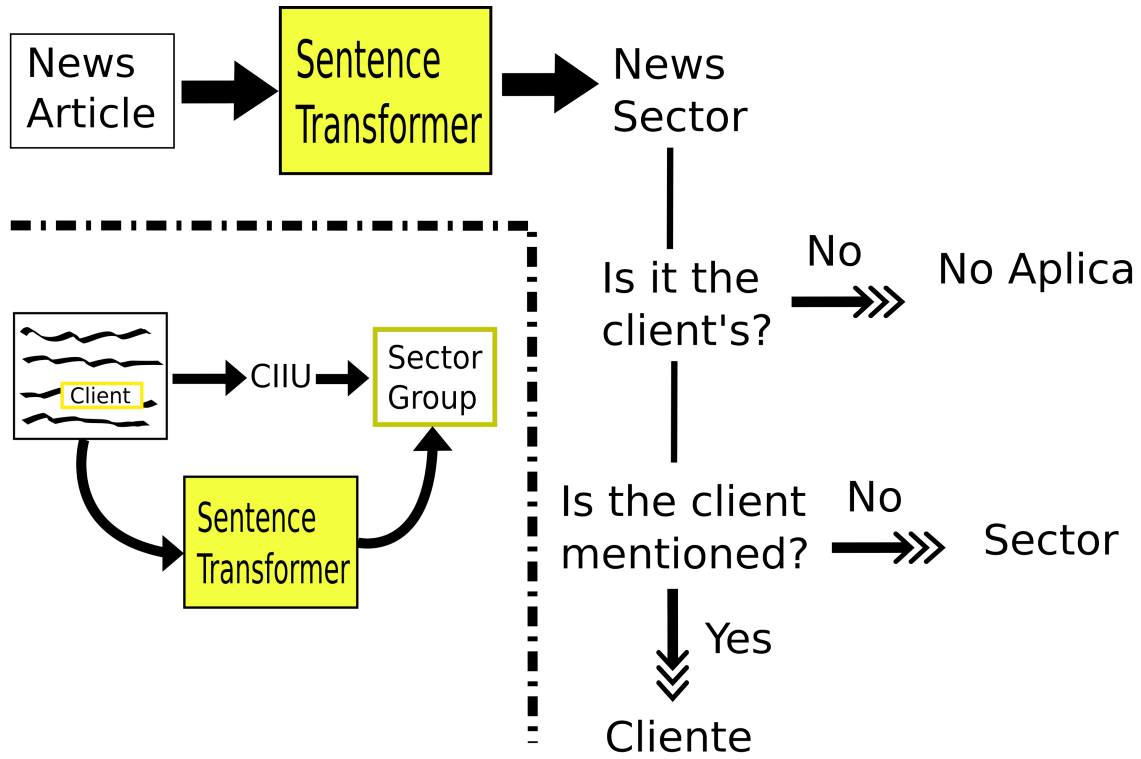 News
Article
Sentence
Transformer
News
Sector
Is it the
client's?
No
No Aplica
Is the client
mentioned?
No
Sector
Yes
Cliente
Client
CIIU
Sector
Group
Sentence
Transformer